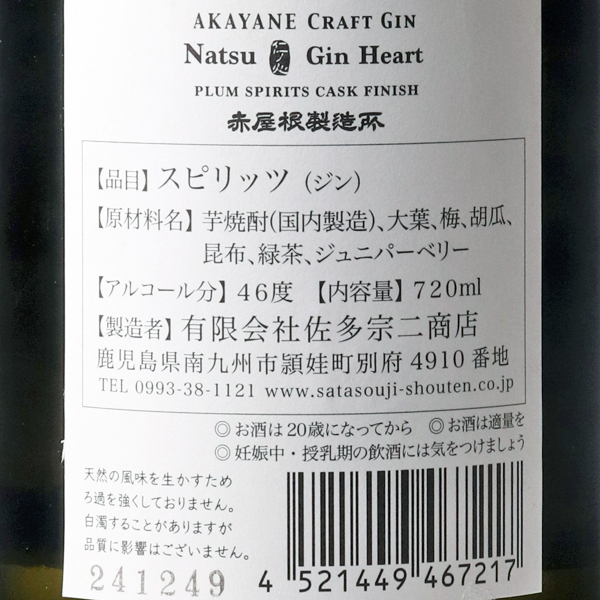 AKAYANE CRAFT GIN
Natsu Gin Heart
PLUM SPIRITS CASK FINISH
赤屋根製造所
【品目】スピリッツ (ジン)
【原材料名】芋焼酎(国内製造)、大葉、梅、胡瓜、
昆布、緑茶、ジュニパーベリー
【アルコール分】46度 【内容量】720ml
【製造者】有限会社佐多宗二商店
鹿児島県南九州市頴娃町別府 4910 番地
TEL 0993-38-1121 www.satasouji-shouten.co.jp
◎お酒は20歳になってから ◎お酒は適量を
◎妊娠中・授乳期の飲酒には気をつけましょう
天然の風味を生かすため
ろ過を強くしておりません。
白濁することがありますが
品質に影響はございません。
241249
4 521449 467217